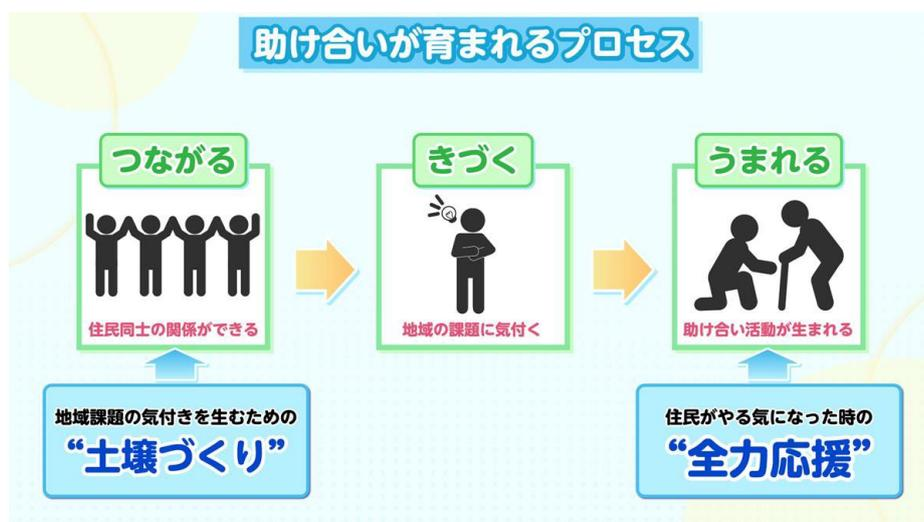 助け合いが育まれるプロセス
つながる
住民同士の関係ができる
きづく
地域の課題に気付く
うまれる
助け合い活動が生まれる
地域課題の気付きを生むための
“土壌づくり”
住民がやる気になった時の
“全力応援”